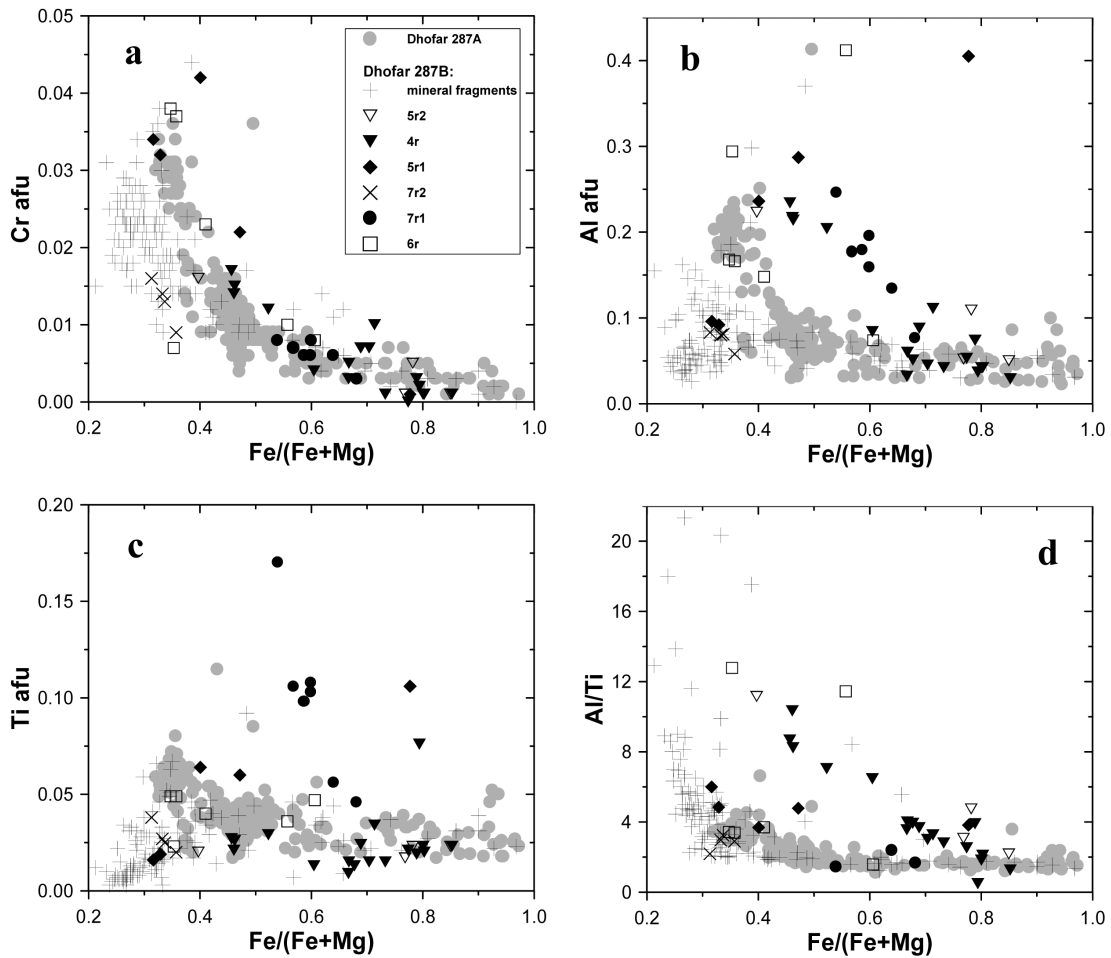 a
0.05
0.04
0.03
0.02
0.01
0.00
Cr afu
0.2 0.4 0.6 0.8 1.0
Fe/(Fe+Mg)
Dhofar 287A
Dhofar 287B:
mineral fragments
5r2
4r
5r1
7r2
7r1
6r
b
0.4
0.3
0.2
0.1
0.0
Al afu
0.2 0.4 0.6 0.8 1.0
Fe/(Fe+Mg)
c
0.20
0.15
0.10
0.05
0.00
Ti afu
0.2 0.4 0.6 0.8 1.0
Fe/(Fe+Mg)
d
20
16
12
8
4
0
Al/Ti
0.2 0.4 0.6 0.8 1.0
Fe/(Fe+Mg)